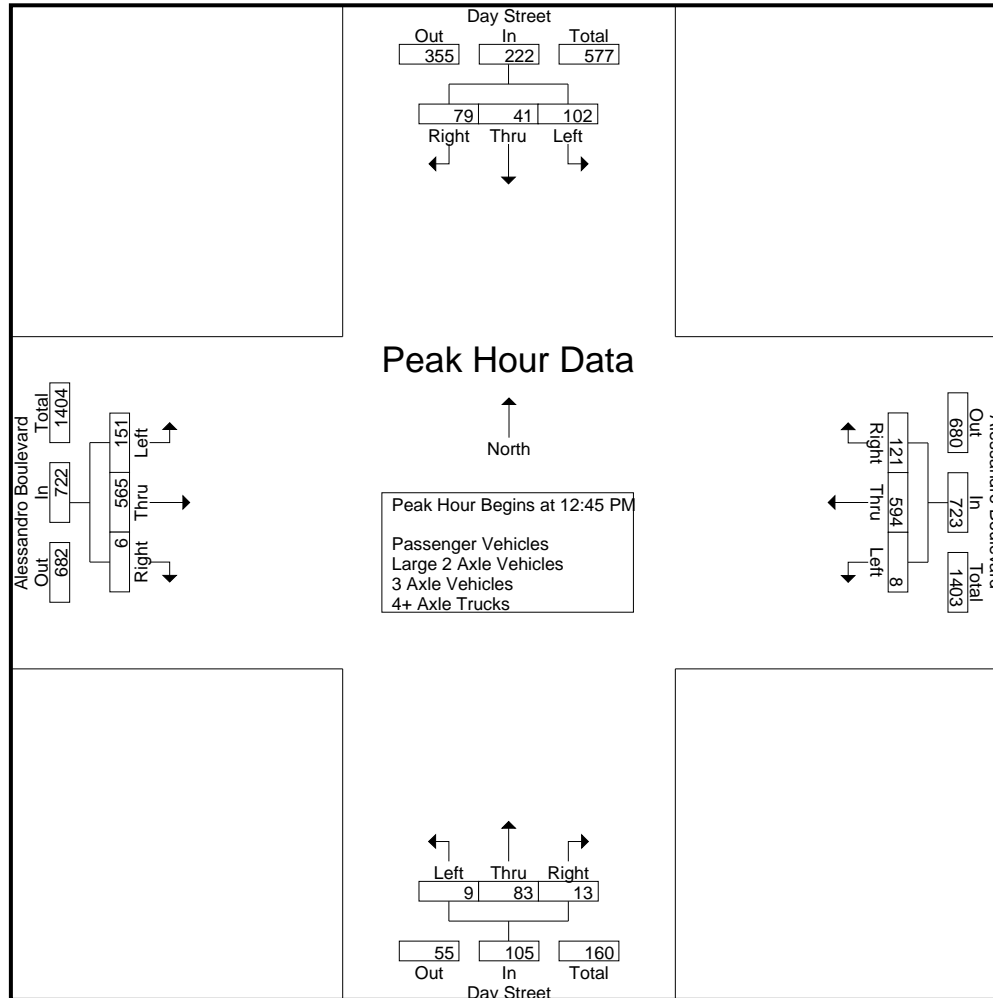 Day Street
Out In Total
355 222 577
79 41 102
Right Thru Left
Peak Hour Data
North
Peak Hour Begins at 12:45 PM
Passenger Vehicles
Large 2 Axle Vehicles
3 Axle Vehicles
4+ Axle Trucks
Alessandro Boulevard
Total In Out
1404 722 682
151 565 6
Left Thru Right
Out In Total
680 723 1403
121 594 8
Right Thru Left
Left Thru Right
9 83 13
55 105 160
Out In Total
Day Street